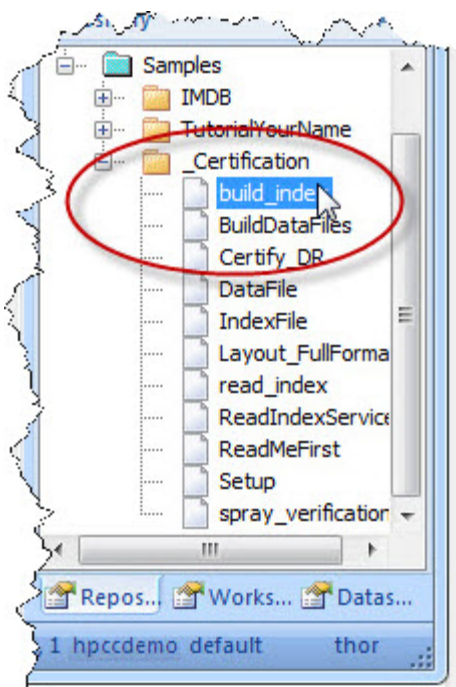 Samples
IMDB
TutorialYourName
_Certification
build_index
BuildDataFiles
Certify_DR
DataFile
IndexFile
Layout_FullForma
read_index
ReadIndexService
ReadMeFirst
Setup
spray_verification
Repos... Works... Datas...
1 hpccdemo default thor